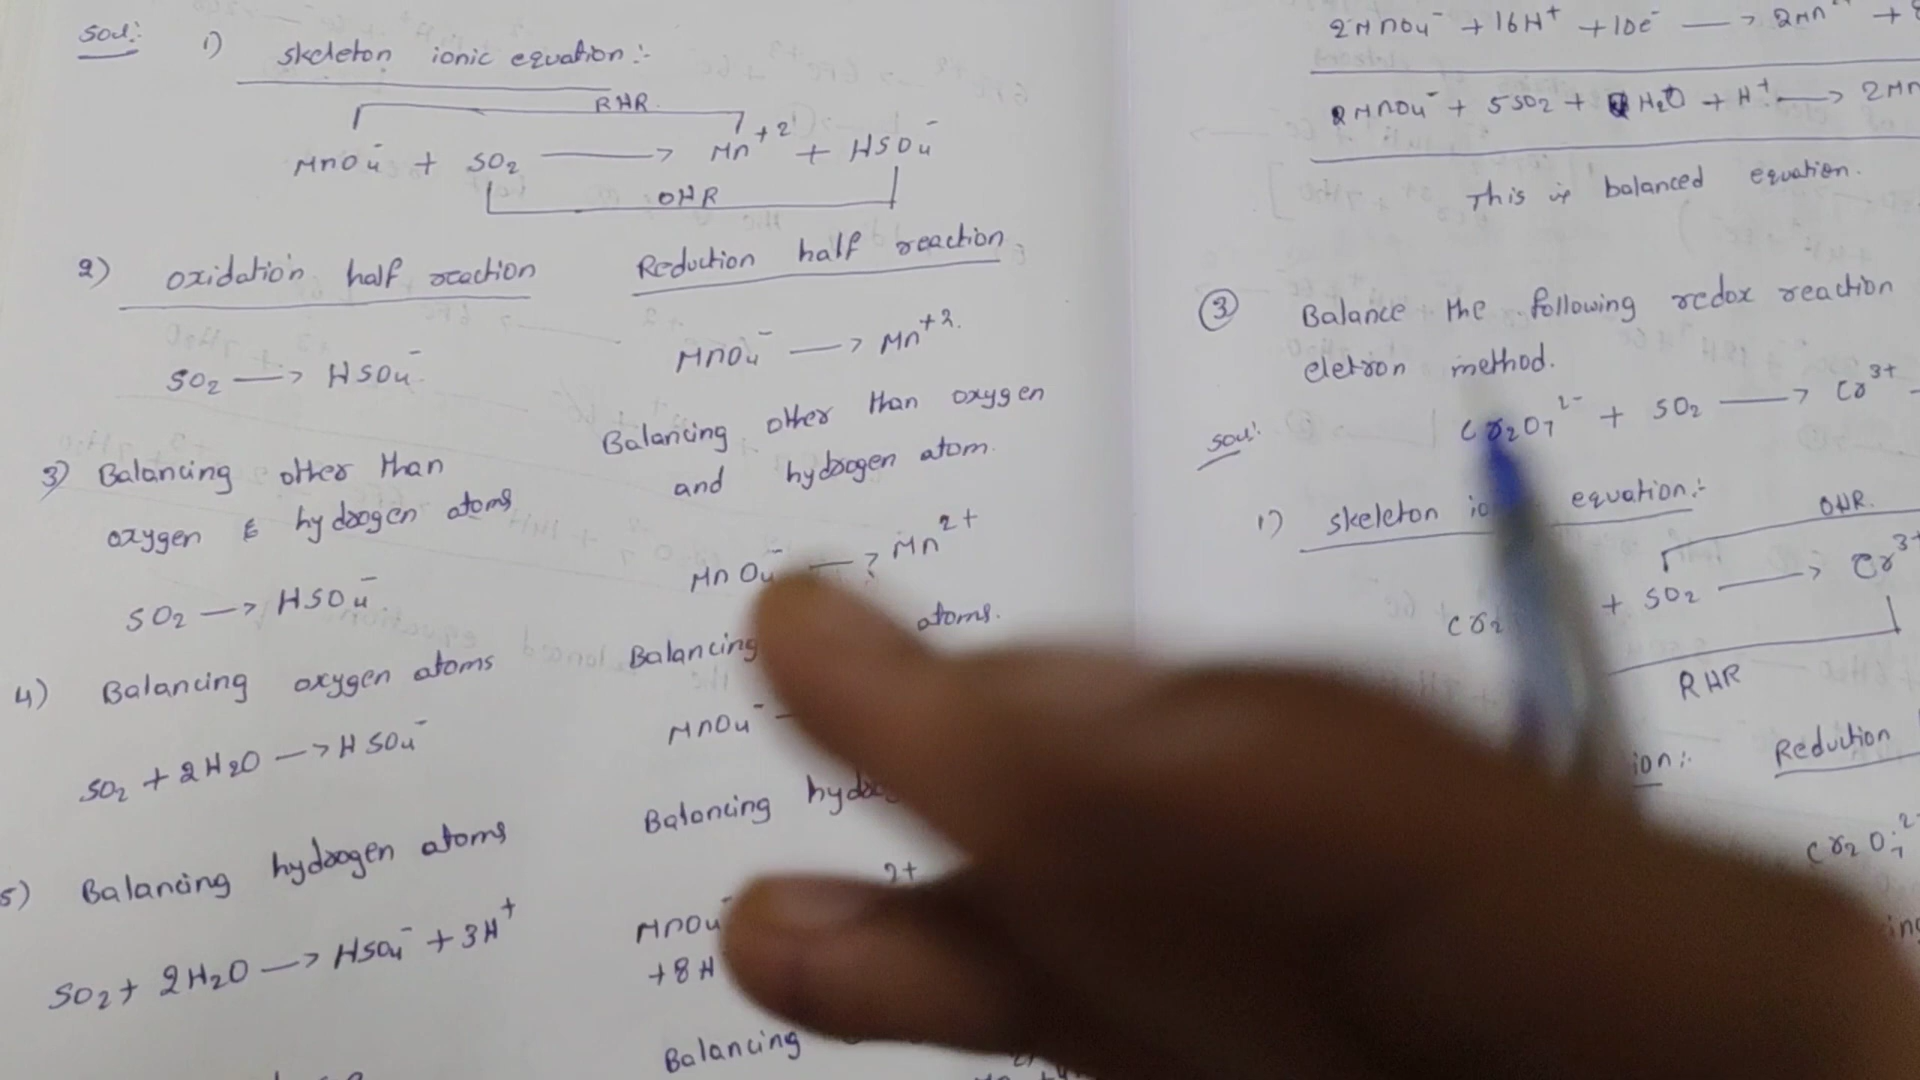 Sol:
1) skeleton ionic equation :-
RHR.
MnO4⁻ + SO2 ⟶ Mn⁺² + HSO4⁻
OHR
2) oxidation half reaction
SO2 ⟶ HSO4⁻.
3) Balancing other than
oxygen & hydrogen atoms
SO2 ⟶ HSO4⁻.
4) Balancing oxygen atoms
SO2 + 2H2O ⟶ HSO4⁻
5) Balancing hydrogen atoms
SO2 + 2H2O ⟶ HSO4⁻ + 3H⁺
Reduction half reaction.
MnO4⁻ ⟶ Mn⁺².
Balancing other than oxygen
and hydrogen atom.
MnO4⁻ ⟶ Mn²⁺
Balancing atoms.
MnO4⁻
Balancing
2+
MnO4⁻
+8H
Balancing
2MnO4⁻ + 16H⁺ + 10e⁻ ⟶ 2Mn +
2MnO4⁻ + 5SO2 + H2O + H⁺ ⟶ 2Mn
This is balanced equation.
③ Balance the following redox reaction
eletron method.
Cr2O7²⁻ + SO2 ⟶ Cr³⁺
Sol:
1) skeleton equation :-
OHR.
Cr2 + SO2 ⟶ Cr³⁺
RHR
Reduction
Cr2O7²⁻